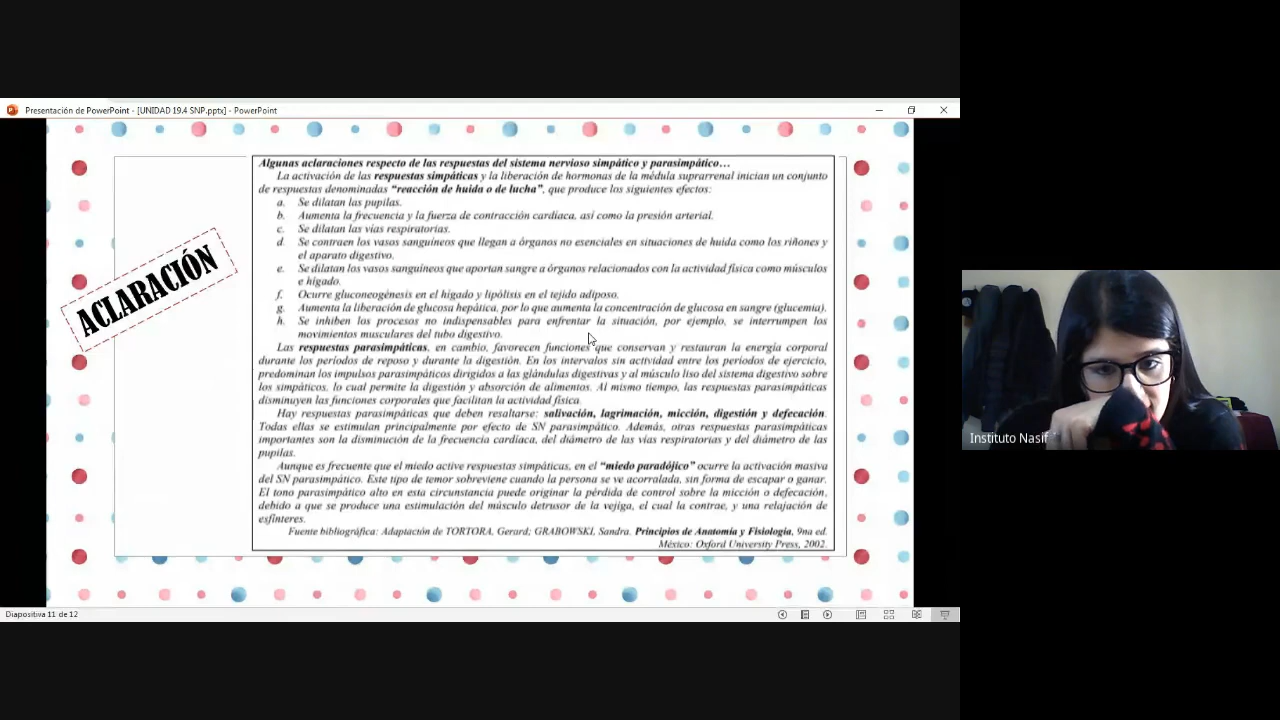 Presentación de PowerPoint - [UNIDAD 19.4 SNP.pptx] - PowerPoint
ACLARACIÓN
Algunas aclaraciones respecto de las respuestas del sistema nervioso simpático y parasimpático…
La activación de las respuestas simpáticas y la liberación de hormonas de la médula suprarrenal inician un conjunto
de respuestas denominadas “reacción de huida o de lucha”, que produce los siguientes efectos:
a. Se dilatan las pupilas.
b. Aumenta la frecuencia y la fuerza de contracción cardíaca, así como la presión arterial.
c. Se dilatan las vías respiratorias.
d. Se contraen los vasos sanguíneos que llegan a órganos no esenciales en situaciones de huida como los riñones y
el aparato digestivo.
e. Se dilatan los vasos sanguíneos que aportan sangre a órganos relacionados con la actividad física como músculos
e hígado.
f. Ocurre gluconeogénesis en el hígado y lipólisis en el tejido adiposo.
g. Aumenta la liberación de glucosa hepática, por lo que aumenta la concentración de glucosa en sangre (glucemia).
h. Se inhiben los procesos no indispensables para enfrentar la situación, por ejemplo, se interrumpen los
movimientos musculares del tubo digestivo.
Las respuestas parasimpáticas, en cambio, favorecen funciones que conservan y restauran la energía corporal
durante los períodos de reposo y durante la digestión. En los intervalos sin actividad entre los períodos de ejercicio,
predominan los impulsos parasimpáticos dirigidos a las glándulas digestivas y al músculo liso del sistema digestivo sobre
los simpáticos, lo cual permite la digestión y absorción de alimentos. Al mismo tiempo, las respuestas parasimpáticas
disminuyen las funciones corporales que facilitan la actividad física.
Hay respuestas parasimpáticas que deben resaltarse: salivación, lagrimación, micción, digestión y defecación.
Todas ellas se estimulan principalmente por efecto de SN parasimpático. Además, otras respuestas parasimpáticas
importantes son la disminución de la frecuencia cardíaca, del diámetro de las vías respiratorias y del diámetro de las
pupilas.
Aunque es frecuente que el miedo active respuestas simpáticas, en el “miedo paradójico” ocurre la activación masiva
del SN parasimpático. Este tipo de temor sobreviene cuando la persona se ve acorralada, sin forma de escapar o ganar.
El tono parasimpático alto en esta circunstancia puede originar la pérdida de control sobre la micción o defecación,
debido a que se produce una estimulación del músculo detrusor de la vejiga, el cual la contrae, y una relajación de
esfínteres.
Fuente bibliográfica: Adaptación de TORTORA, Gerard; GRABOWSKI, Sandra. Principios de Anatomía y Fisiología, 9na ed.
México: Oxford University Press, 2002.
Instituto Nasif
Diapositiva 11 de 12